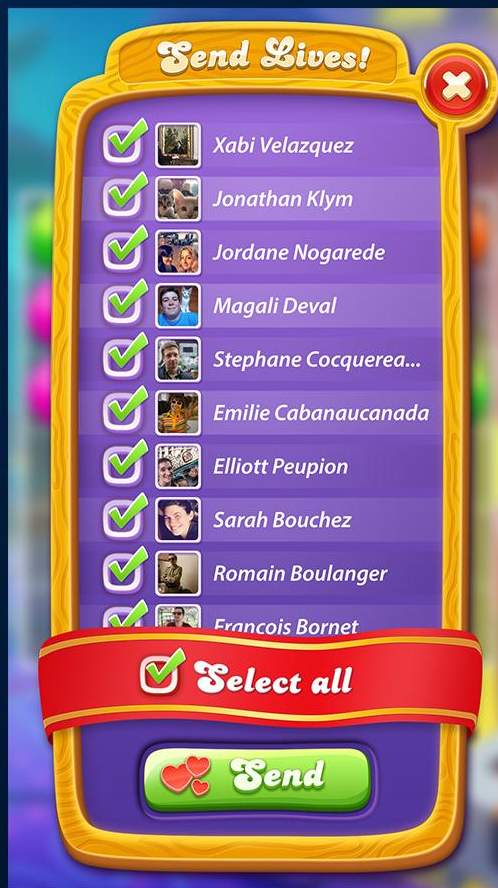 Send Lives!
Xabi Velazquez
Jonathan Klym
Jordane Nogarede
Magali Deval
Stephane Cocquerea...
Emilie Cabanaucanada
Elliott Peupion
Sarah Bouchez
Romain Boulanger
François Bornet
Select all
Send